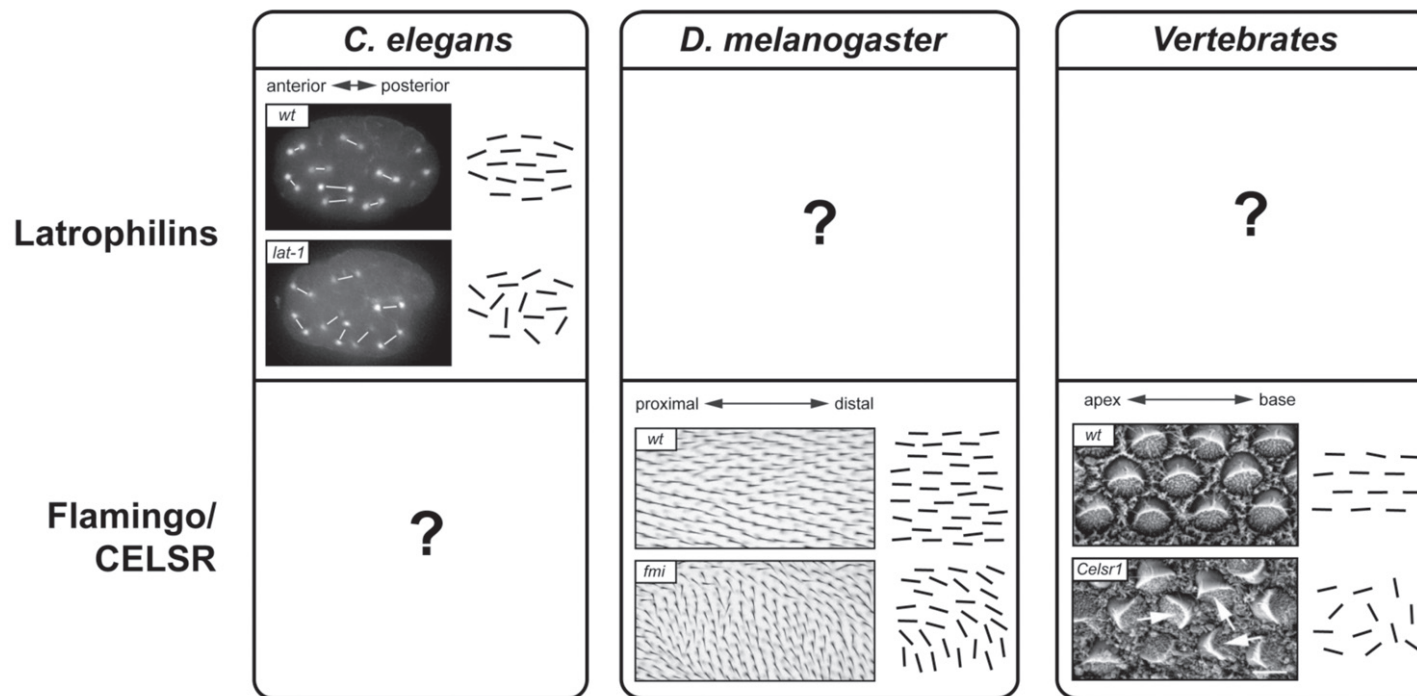 C. elegans
D. melanogaster
Vertebrates
Latrophilins
anterior posterior
wt
lat-1
?
?
Flamingo/
CELSR
?
proximal distal
wt
fmi
apex base
wt
Celsr1